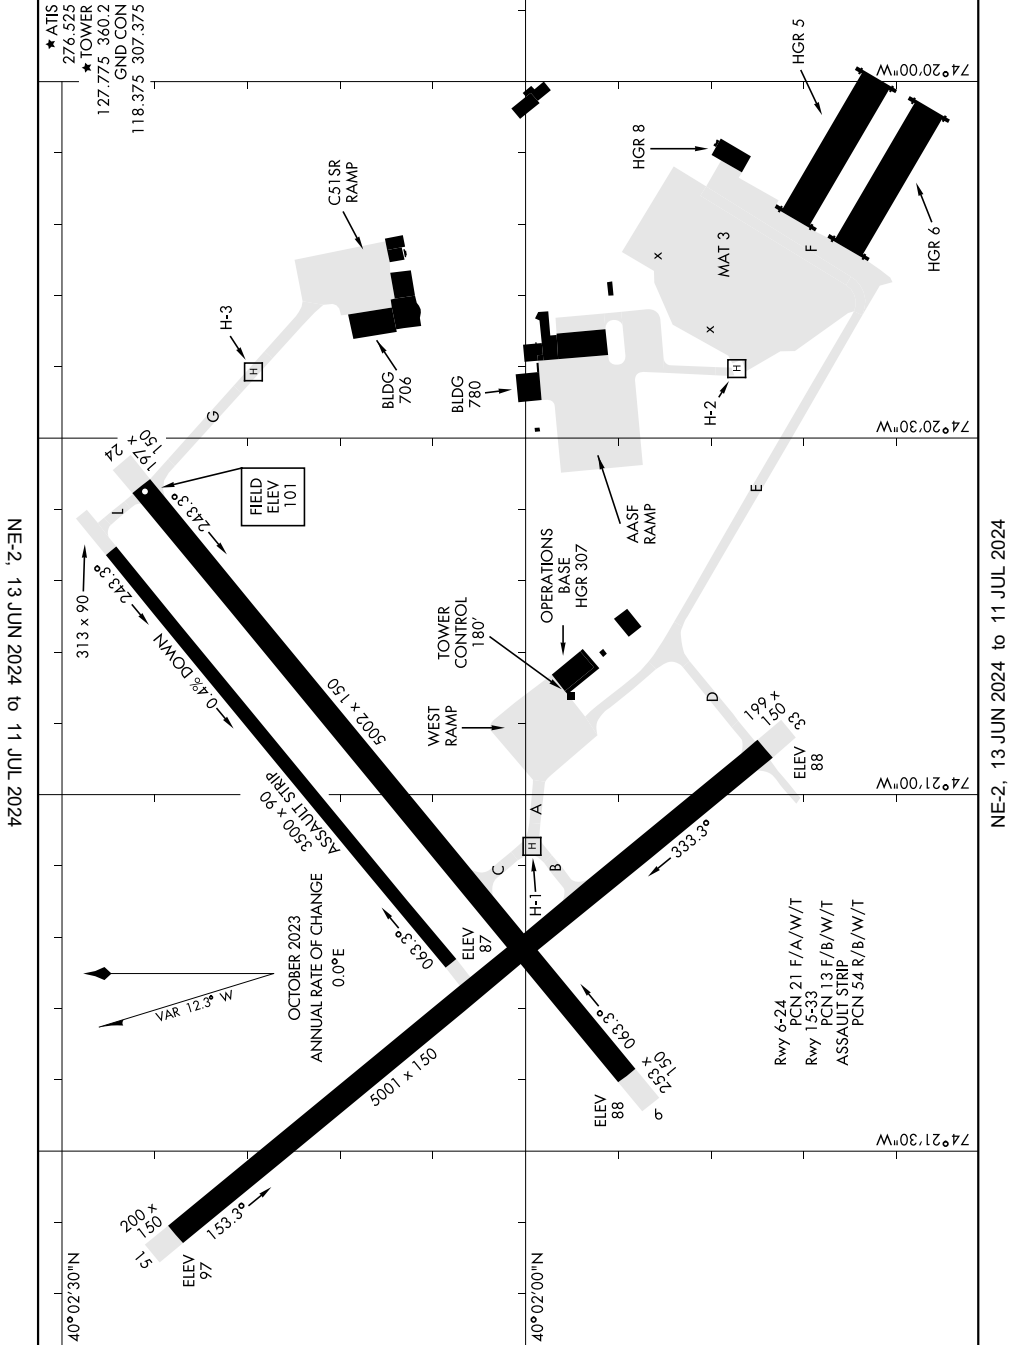 ★ ATIS
276.525
★ TOWER
127.775 360.2
GND CON
118.375 307.375
HGR 5
74°20'00"W
HGR 8
C51SR
RAMP
MAT 3
F
HGR 6
x
x
H-3
H
BLDG
706
BLDG
780
H-2
H
G
74°20'30"W
24
197 x
150
L
FIELD
ELEV
101
243.3°
AASF
RAMP
E
313 x 90
243.3°
0.4% DOWN
OPERATIONS
BASE
HGR 307
TOWER
CONTROL
180'
5002 x 150
WEST
RAMP
D
199 x
150
33
ELEV
88
74°21'00"W
ASSAULT STRIP
3500 x 90
A
H
C
B
H-1
333.3°
063.3°
ELEV
87
OCTOBER 2023
ANNUAL RATE OF CHANGE
0.0°E
VAR 12.3° W
Rwy 6-24
PCN 21 F/A/W/T
Rwy 15-33
PCN 13 F/B/W/T
ASSAULT STRIP
PCN 54 R/B/W/T
063.3°
5001 x 150
253 x
150
6
ELEV
88
74°21'30"W
200 x
150
15
153.3°
ELEV
97
40°02'30"N
40°02'00"N
NE-2, 13 JUN 2024 to 11 JUL 2024
NE-2, 13 JUN 2024 to 11 JUL 2024